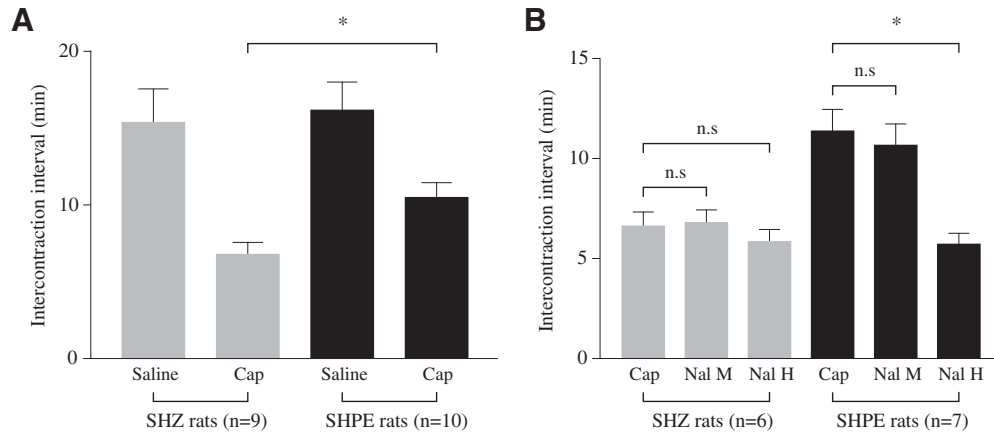 A
*
20
10
0
Intercontraction interval (min)
Saline Cap Saline Cap
SHZ rats (n=9) SHPE rats (n=10)
B
*
n.s
n.s
n.s
15
10
5
0
Intercontraction interval (min)
Cap Nal M Nal H Cap Nal M Nal H
SHZ rats (n=6) SHPE rats (n=7)